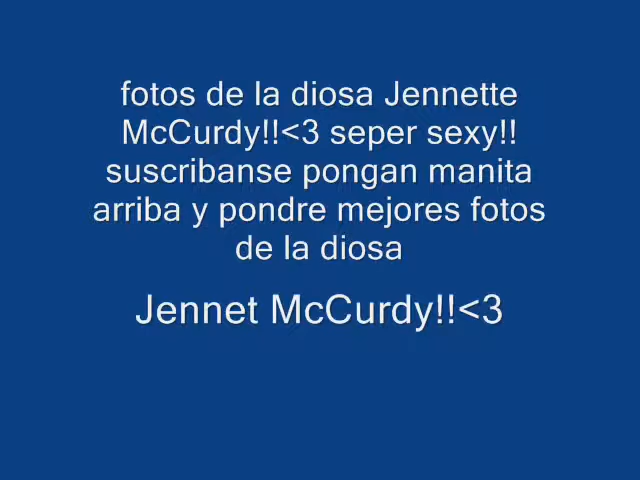 fotos de la diosa Jennette
McCurdy!!<3 seper sexy!!
suscribanse pongan manita
arriba y pondre mejores fotos
de la diosa
Jennet McCurdy!!<3